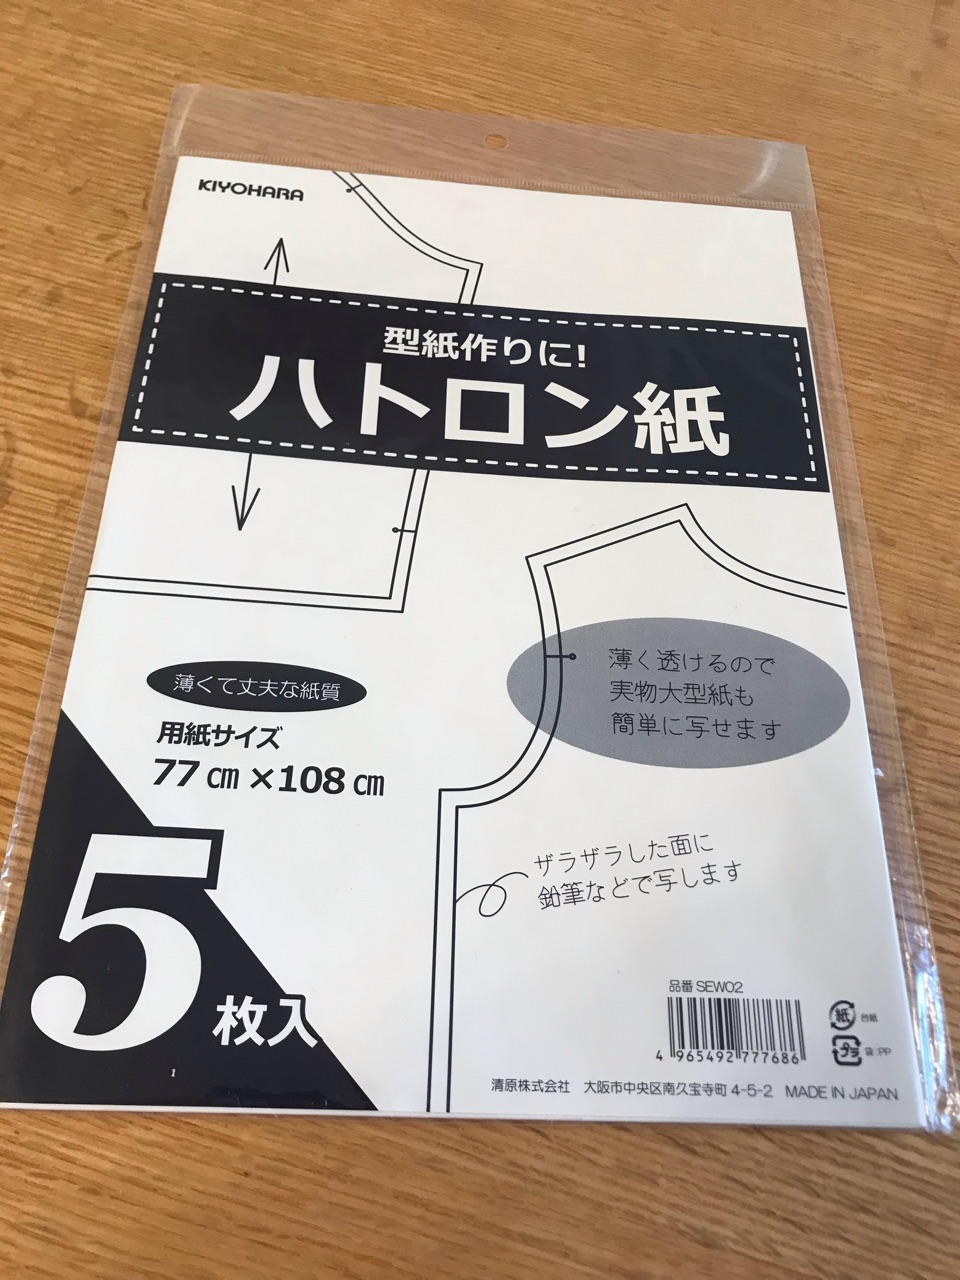 KIYOHARA
型紙作りに!
ハトロン紙
薄く透けるので
実物大型紙も
簡単に写せます
薄くて丈夫な紙質
用紙サイズ
77㎝×108㎝
ザラザラした面に
鉛筆などで写します
5枚入
1
品番 SEW02
4 965492 777686
紙 台紙
プラ 袋:PP
清原株式会社 大阪市中央区南久宝寺町 4-5-2 MADE IN JAPAN